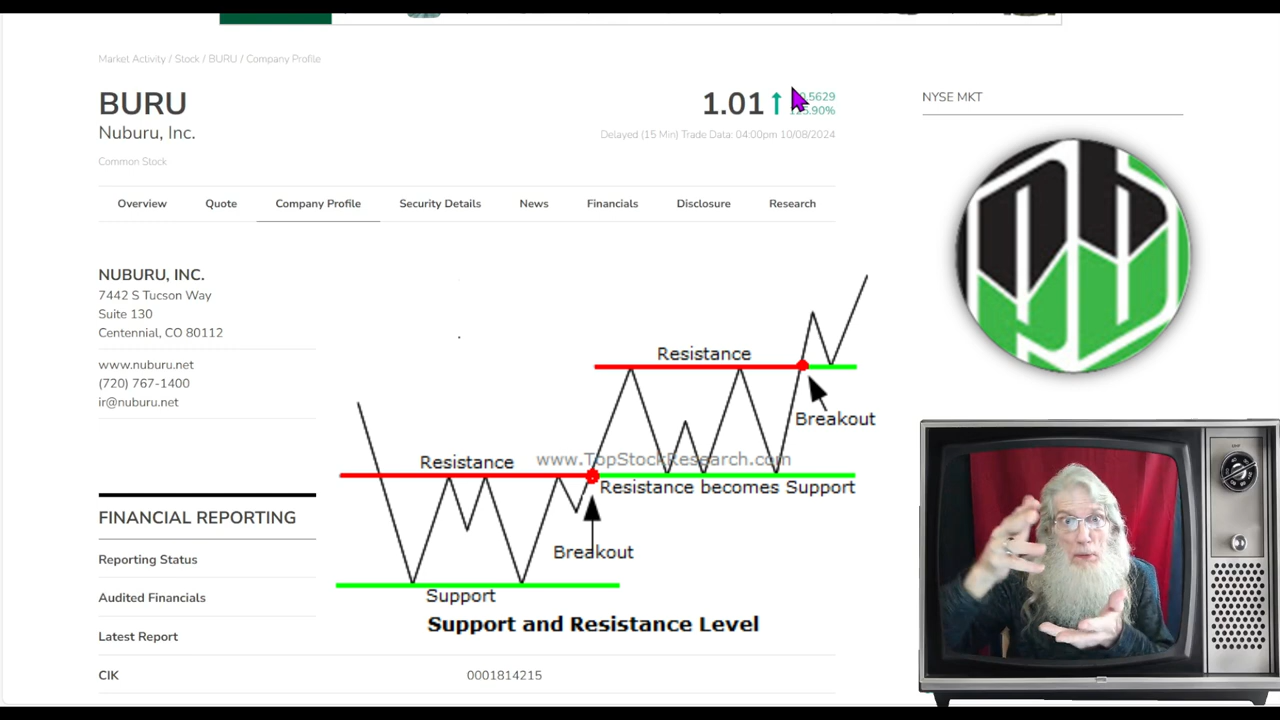 Market Activity / Stock / BURU / Company Profile
BURU
1.01
.5629
.90%
NYSE MKT
Nuburu, Inc.
Delayed (15 Min) Trade Data: 04:00pm 10/08/2024
Common Stock
Overview Quote Company Profile Security Details News Financials Disclosure Research
NUBURU, INC.
7442 S Tucson Way
Suite 130
Centennial, CO 80112
www.nuburu.net
(720) 767-1400
ir@nuburu.net
Resistance
Breakout
Resistance
www.TopStockResearch.com
Resistance becomes Support
Breakout
Support
Support and Resistance Level
FINANCIAL REPORTING
Reporting Status
Audited Financials
Latest Report
CIK 0001814215